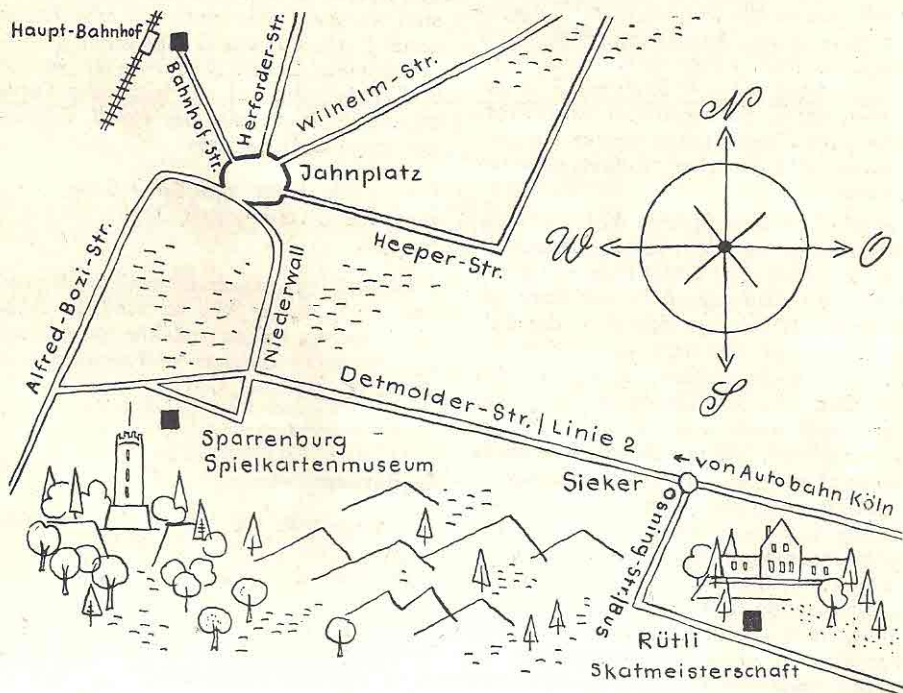 Haupt-Bahnhof
Bahnhof-Str.
Herforder-Str.
Wilhelm-Str.
Jahnplatz
Heeper-Str.
N
W
O
S
Alfred-Bozi-Str.
Niederwall
Detmolder-Str. | Linie 2
Sparrenburg
Spielkartenmuseum
Sieker
← von Autobahn Köln
Osning-Str|Bus
Rütli
Skatmeisterschaft